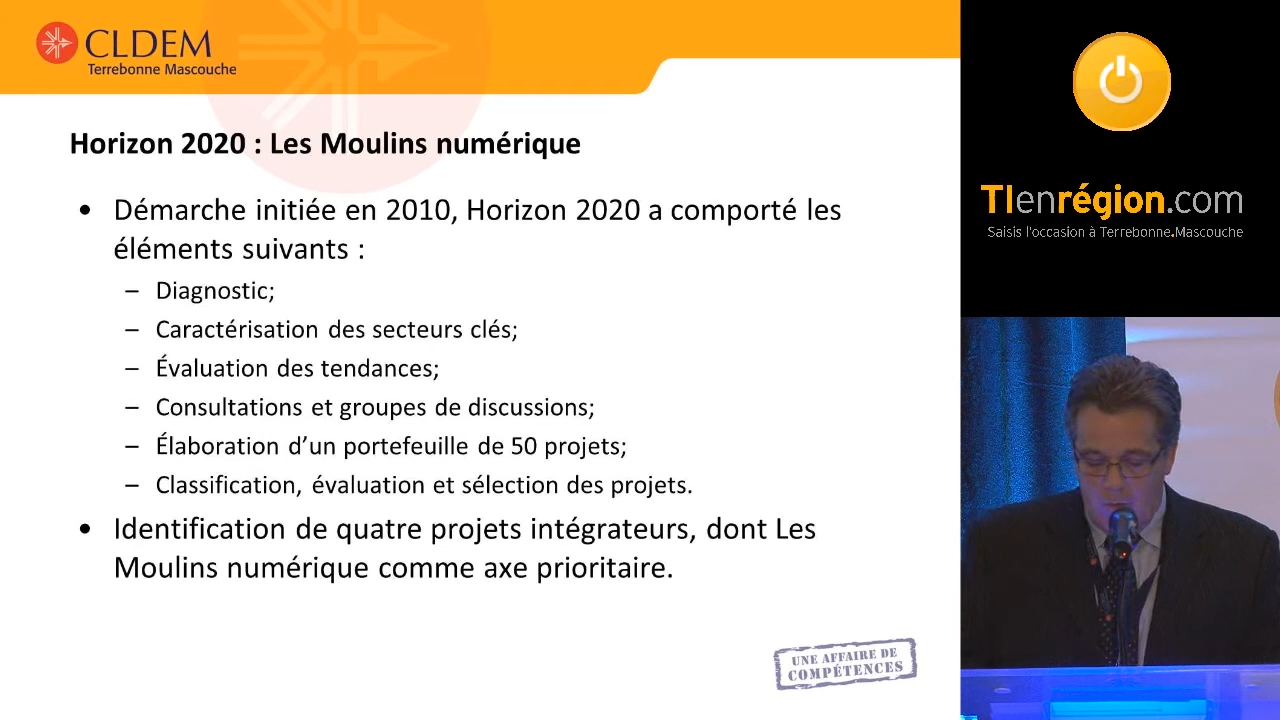 CLDEM
Terrebonne Mascouche
Horizon 2020 : Les Moulins numérique
• Démarche initiée en 2010, Horizon 2020 a comporté les
éléments suivants :
– Diagnostic;
– Caractérisation des secteurs clés;
– Évaluation des tendances;
– Consultations et groupes de discussions;
– Élaboration d’un portefeuille de 50 projets;
– Classification, évaluation et sélection des projets.
• Identification de quatre projets intégrateurs, dont Les
Moulins numérique comme axe prioritaire.
UNE AFFAIRE DE
COMPÉTENCES
TIenrégion.com
Saisis l'occasion à Terrebonne.Mascouche